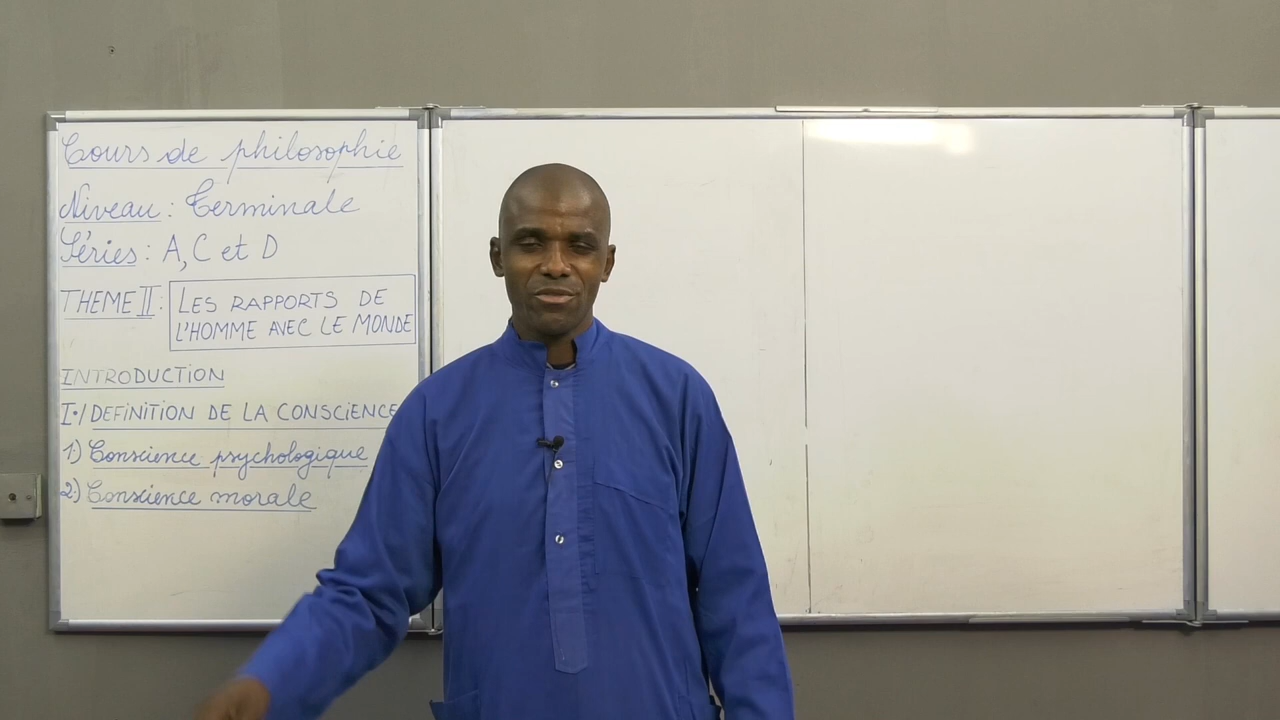 Cours de philosophie
Niveau : Terminale
Séries : A, C et D
THEME II : LES RAPPORTS DE
L'HOMME AVEC LE MONDE
INTRODUCTION
I./ DEFINITION DE LA CONSCIENCE
1) Conscience psychologique
2) Conscience morale